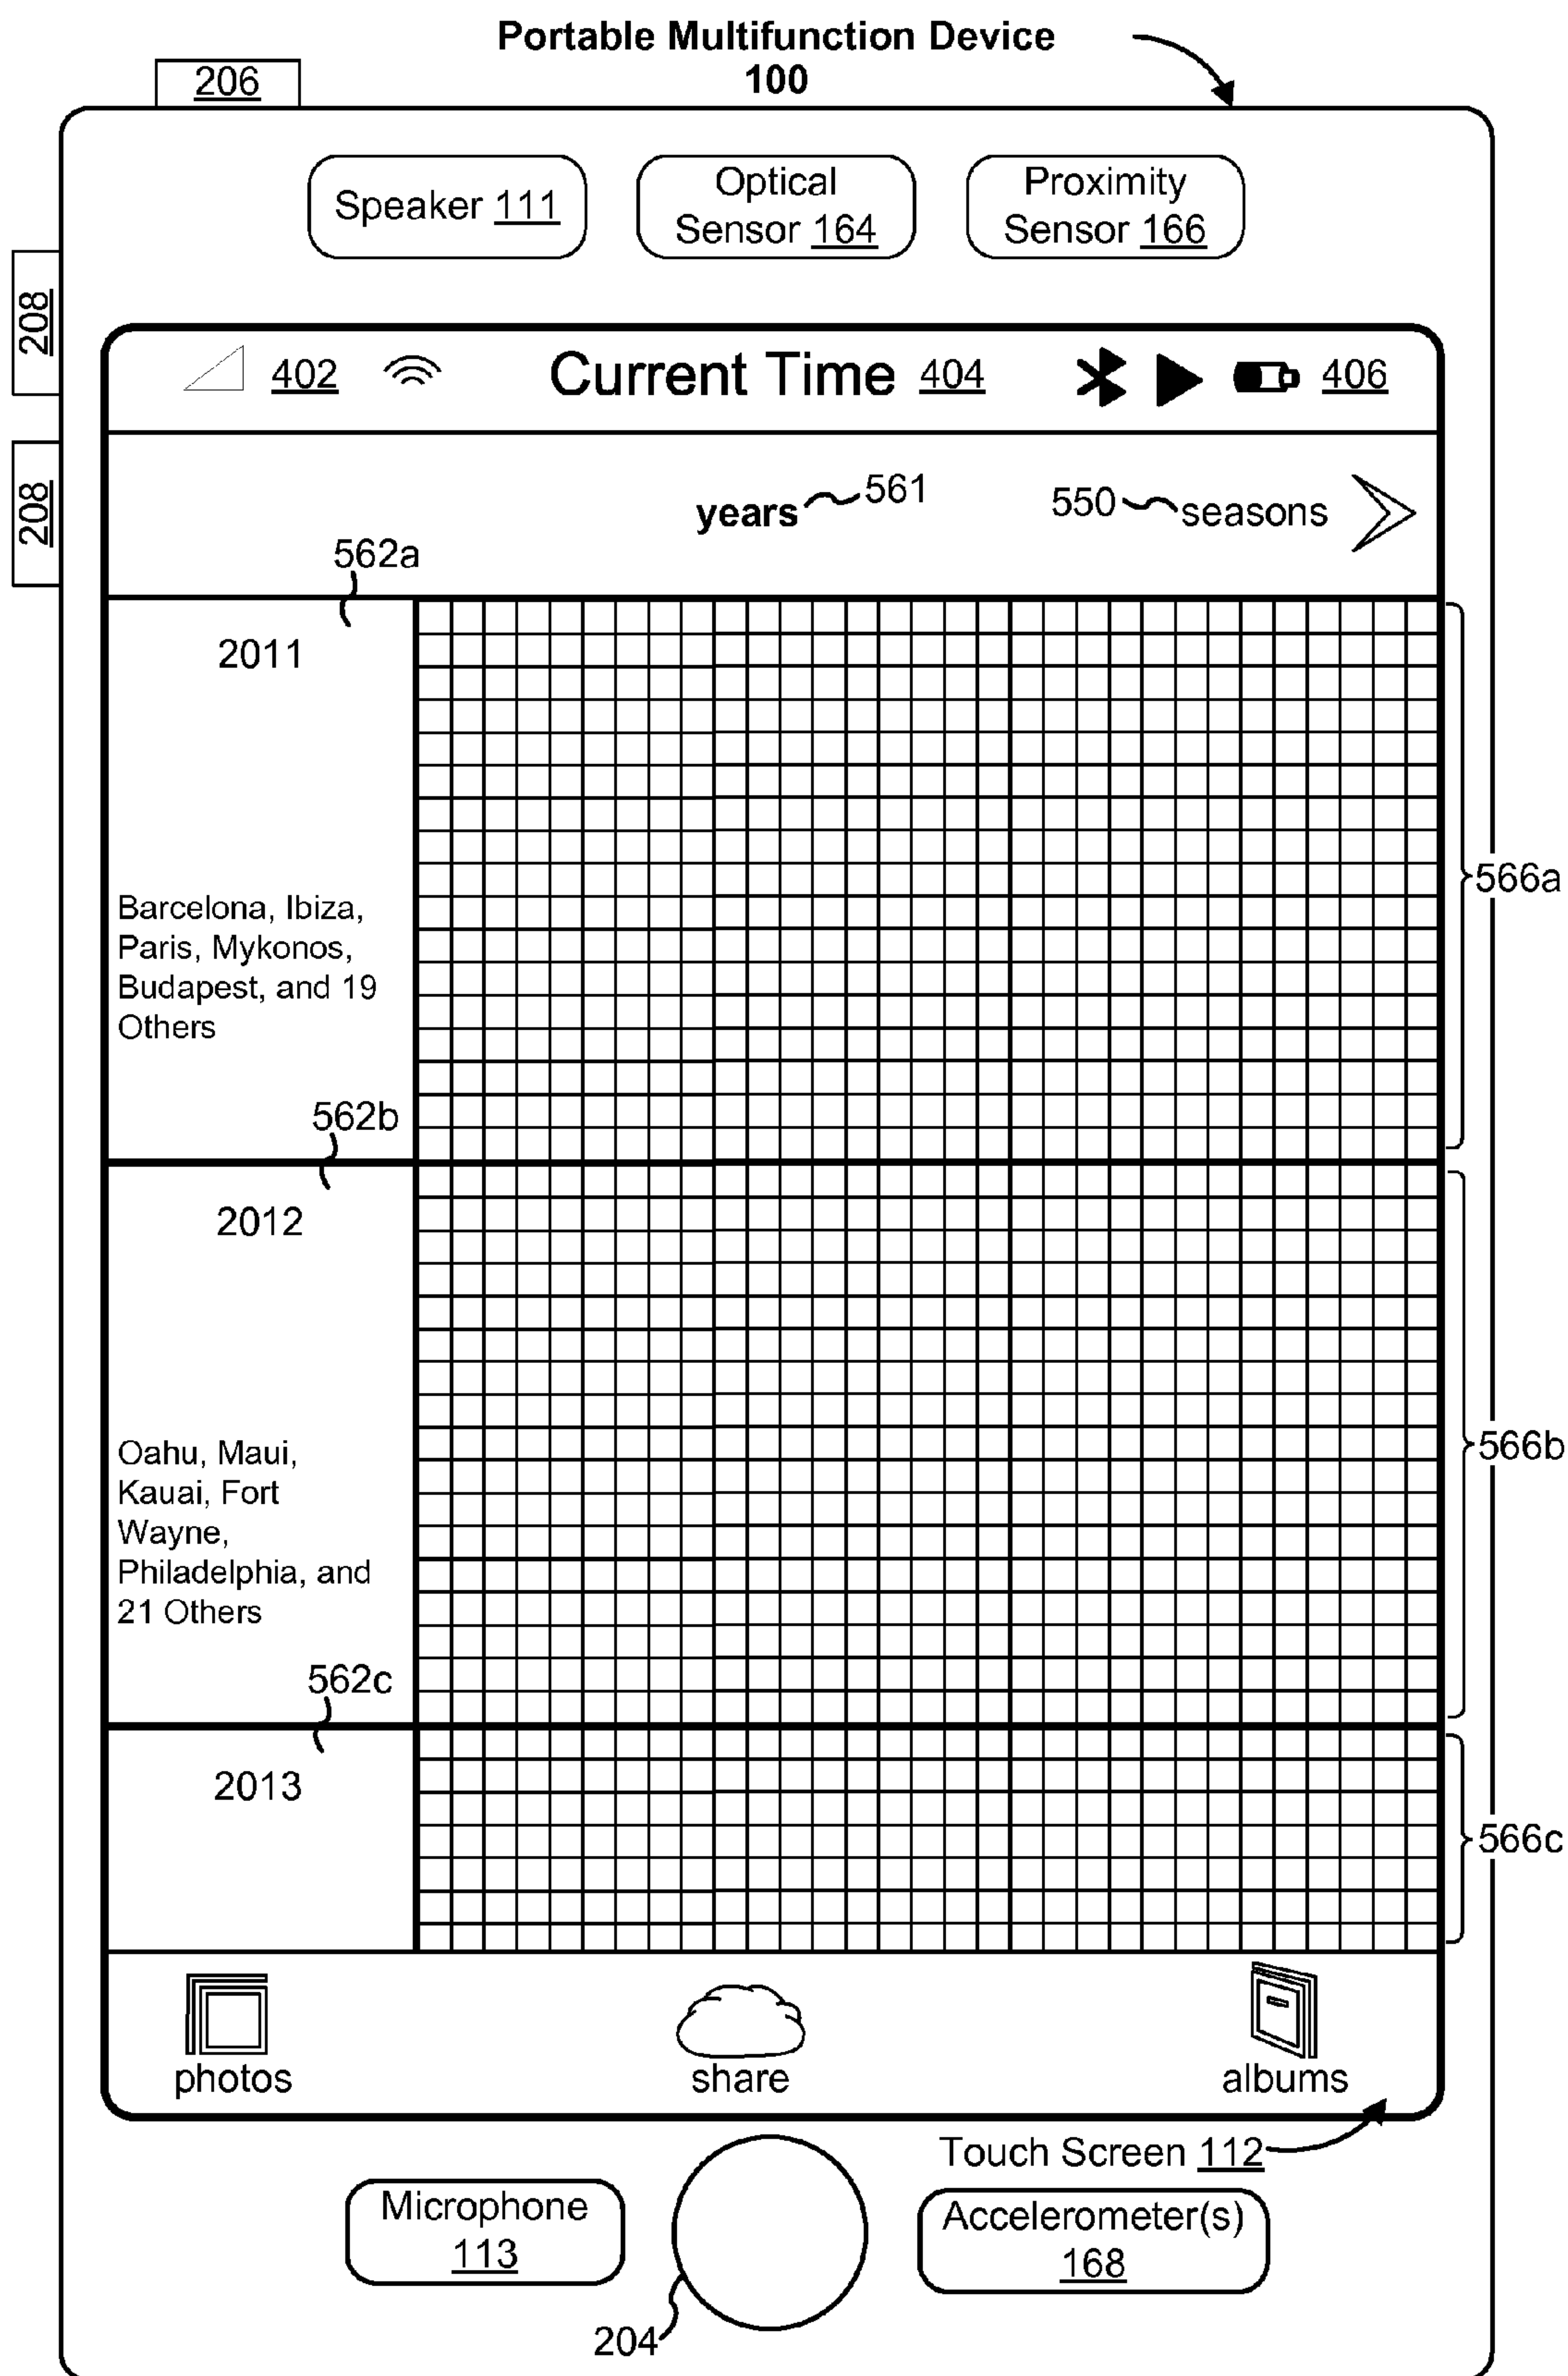 Portable Multifunction Device
100
206
Speaker 111
Optical
Sensor 164
Proximity
Sensor 166
208
208
402
Current Time 404
406
years
561
550
seasons
562a
2011
Barcelona, Ibiza,
Paris, Mykonos,
Budapest, and 19
Others
566a
562b
2012
Oahu, Maui,
Kauai, Fort
Wayne,
Philadelphia, and
21 Others
566b
562c
2013
566c
photos
share
albums
Touch Screen 112
Microphone
113
Accelerometer(s)
168
204